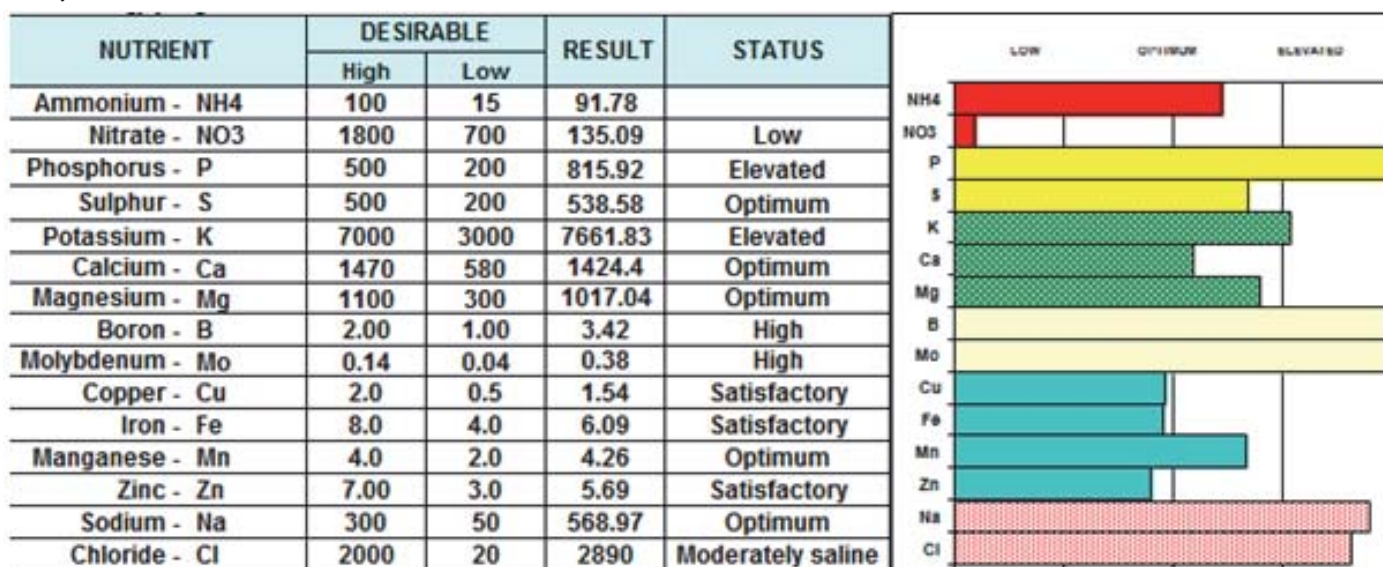 NUTRIENT DESIRABLE RESULT STATUS
High Low
Ammonium - NH4 100 15 91.78
Nitrate - NO3 1800 700 135.09 Low
Phosphorus - P 500 200 815.92 Elevated
Sulphur - S 500 200 538.58 Optimum
Potassium - K 7000 3000 7661.83 Elevated
Calcium - Ca 1470 580 1424.4 Optimum
Magnesium - Mg 1100 300 1017.04 Optimum
Boron - B 2.00 1.00 3.42 High
Molybdenum - Mo 0.14 0.04 0.38 High
Copper - Cu 2.0 0.5 1.54 Satisfactory
Iron - Fe 8.0 4.0 6.09 Satisfactory
Manganese - Mn 4.0 2.0 4.26 Optimum
Zinc - Zn 7.00 3.0 5.69 Satisfactory
Sodium - Na 300 50 568.97 Optimum
Chloride - Cl 2000 20 2890 Moderately saline
LOW OPTIMUM ELEVATED
NH4
NO3
P
S
K
Ca
Mg
B
Mo
Cu
Fe
Mn
Zn
Na
Cl